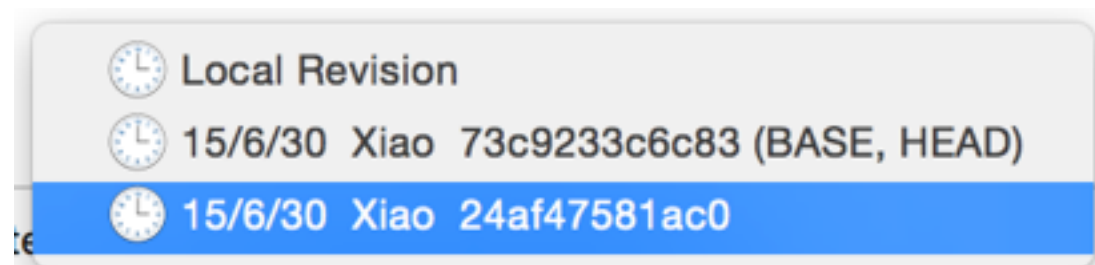 Local Revision
15/6/30 Xiao 73c9233c6c83 (BASE, HEAD)
15/6/30 Xiao 24af47581ac0